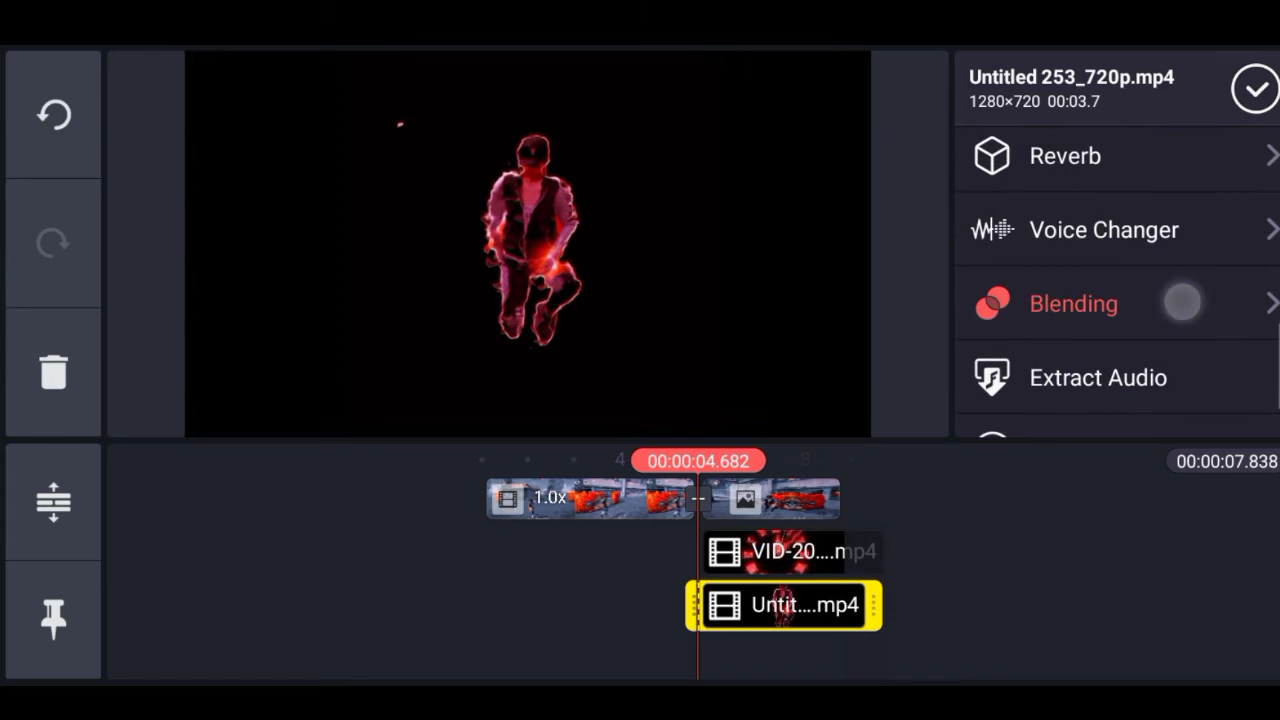 Untitled 253_720p.mp4
1280×720 00:03.7
Reverb
Voice Changer
Blending
Extract Audio
4 00:00:04.682 8 00:00:07.838
1.0x
VID-20....mp4
Untit....mp4